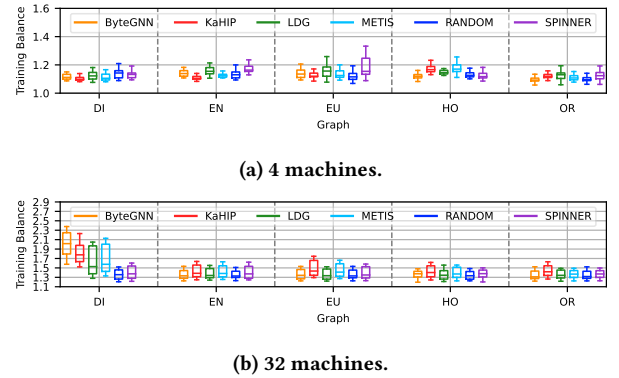 1.6
1.4
1.2
1.0
Training Balance
ByteGNN KaHIP LDG METIS RANDOM SPINNER
DI EN EU HO OR
Graph
(a) 4 machines.
2.9
2.7
2.5
2.3
2.1
1.9
1.7
1.5
1.3
1.1
Training Balance
ByteGNN KaHIP LDG METIS RANDOM SPINNER
DI EN EU HO OR
Graph
(b) 32 machines.